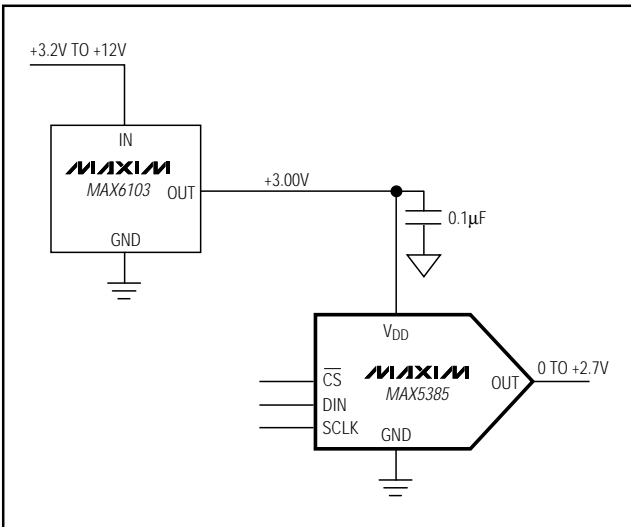 +3.2V TO +12V
IN
MAXIM
MAX6103
OUT
GND
+3.00V
0.1μF
VDD
CS
DIN
SCLK
MAXIM
MAX5385
OUT
GND
0 TO +2.7V